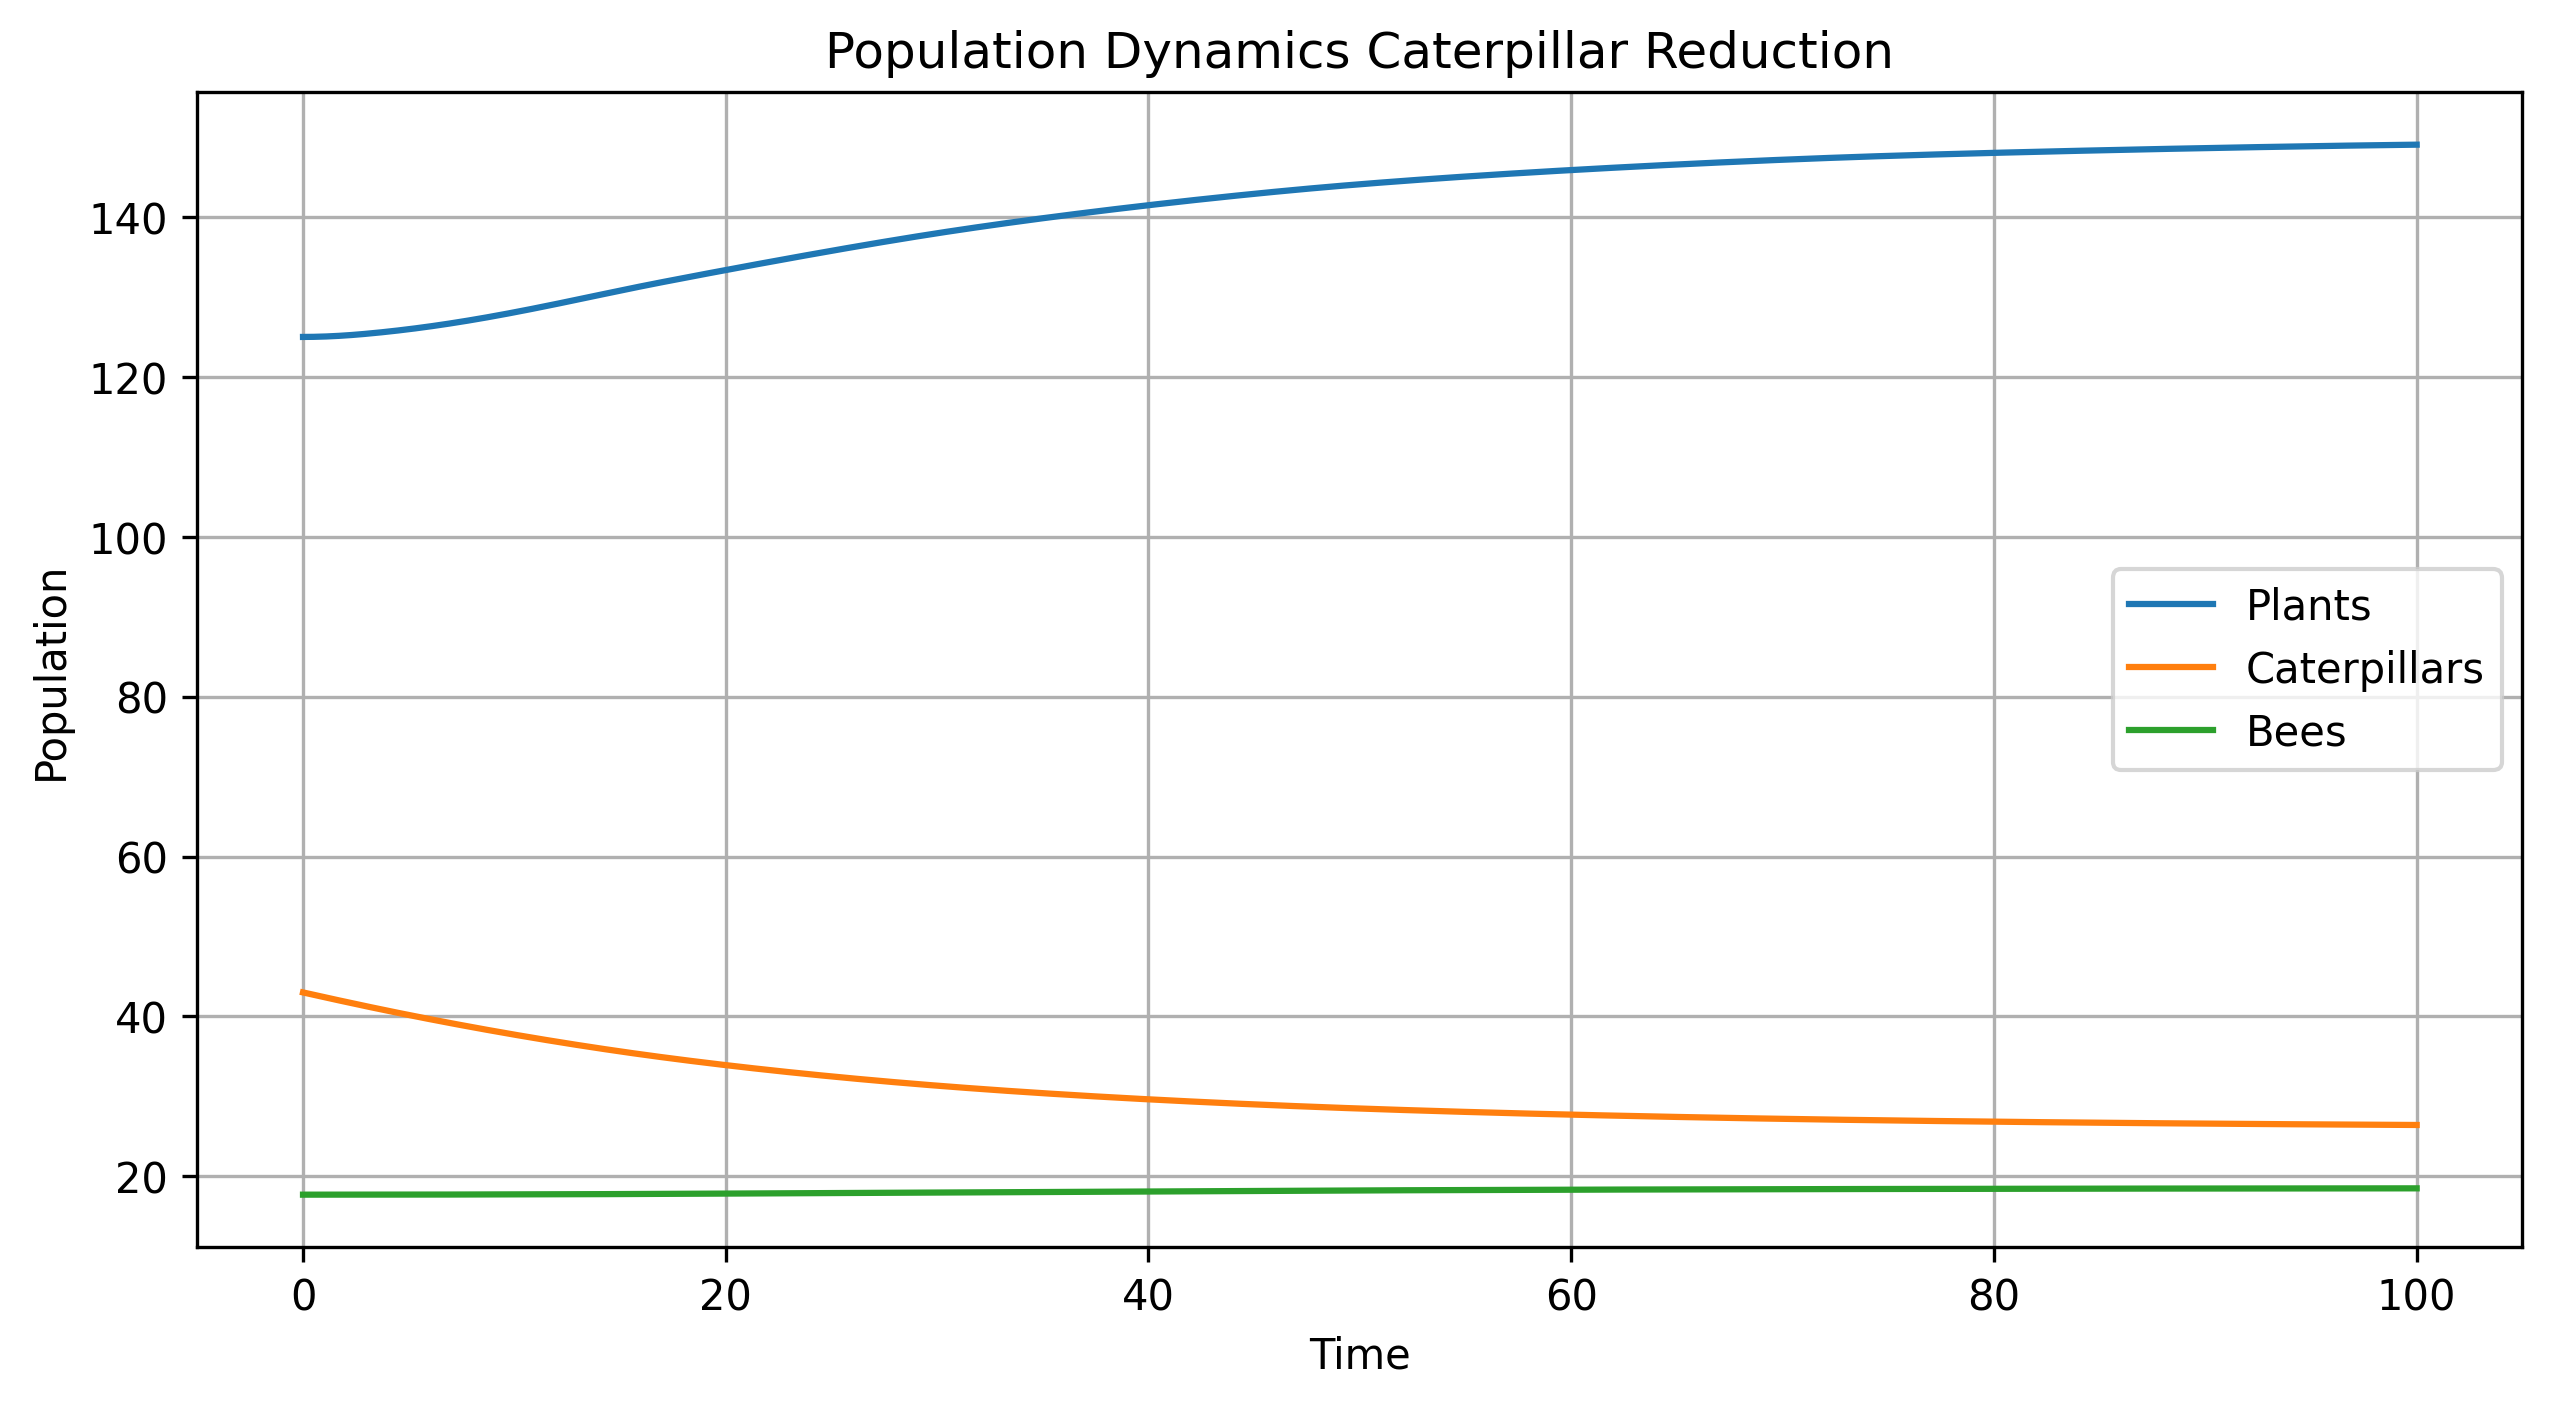 Population Dynamics Caterpillar Reduction
Population
140
120
100
80
60
40
20
Plants
Caterpillars
Bees
0 20 40 60 80 100
Time